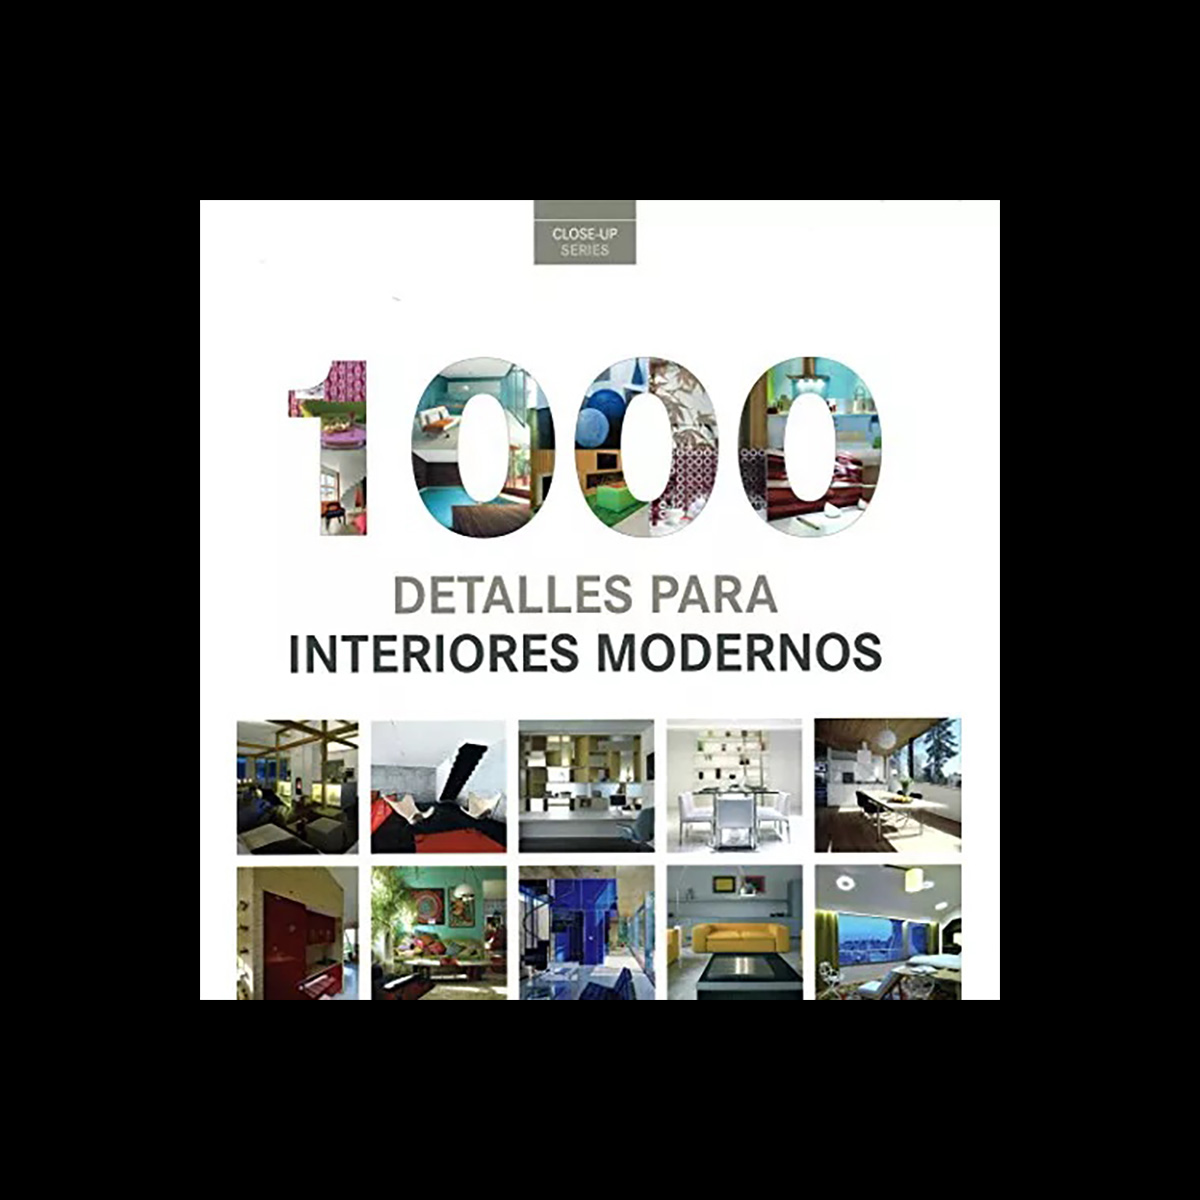 CLOSE-UP
SERIES
1000
DETALLES PARA
INTERIORES MODERNOS